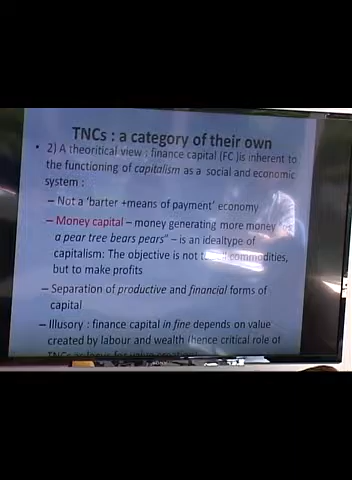 TNCs : a category of their own
• 2) A theoritical view : finance capital (FC )is inherent to
the functioning of capitalism as a social and economic
system :
– Not a 'barter +means of payment' economy
– Money capital – money generating more money
a pear tree bears pears" – is an idealtype of
capitalism: The objective is not commodities,
but to make profits
– Separation of productive and financial forms of
capital
– Illusory : finance capital in fine depends on value
created by labour and wealth (hence critical role of
TNCs